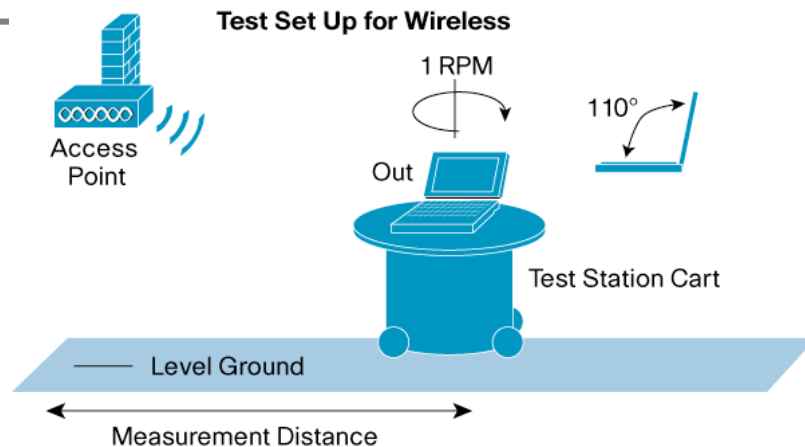 Test Set Up for Wireless
1 RPM
110°
Access
Point
Out
Test Station Cart
Level Ground
Measurement Distance